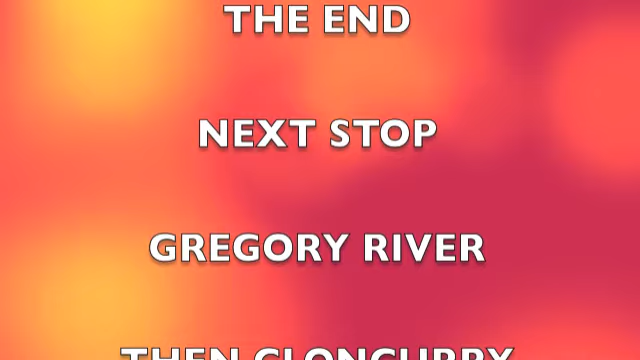 THE END
NEXT STOP
GREGORY RIVER
THEN CLONCURRY